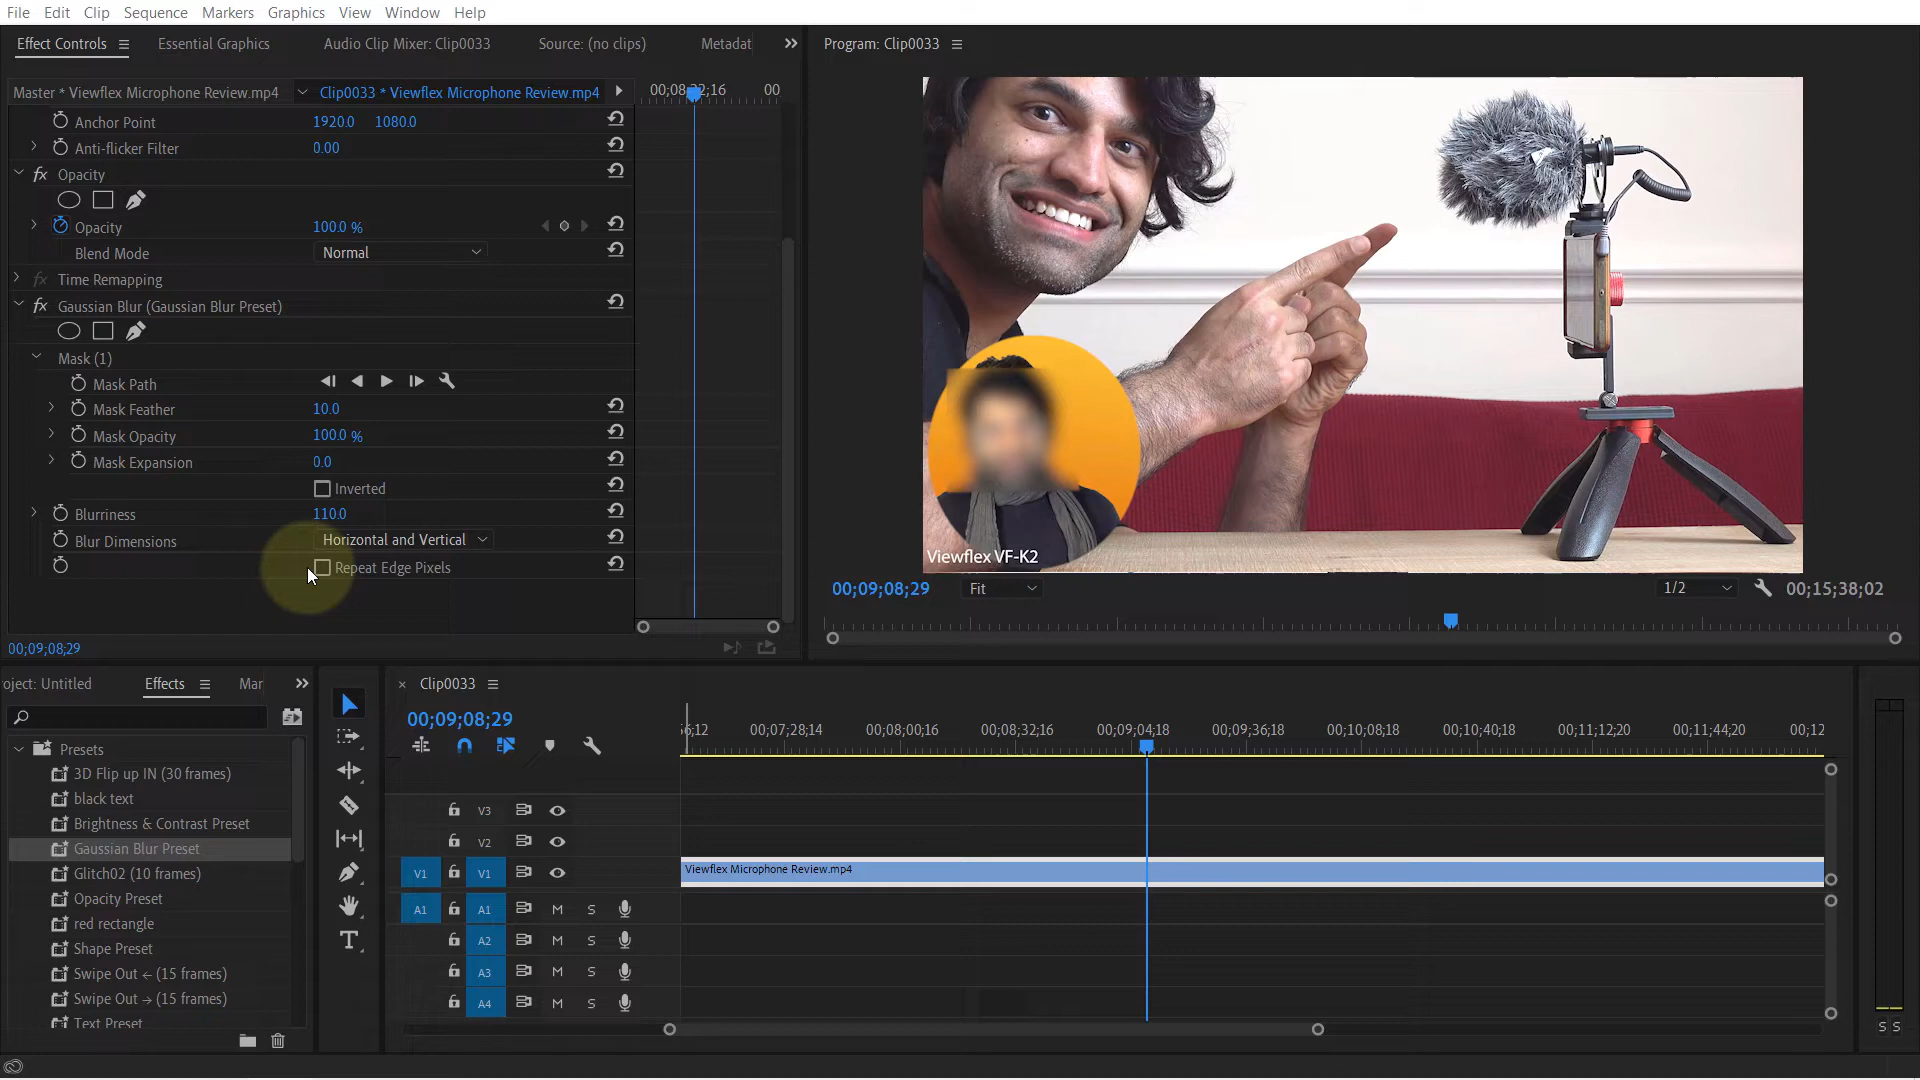 File Edit Clip Sequence Markers Graphics View Window Help
Effect Controls Essential Graphics Audio Clip Mixer: Clip0033 Source: (no clips) Metadat
Program: Clip0033
Master * Viewflex Microphone Review.mp4 Clip0033 * Viewflex Microphone Review.mp4
00
Anchor Point 1920.0 1080.0
Anti-flicker Filter 0.00
fx Opacity
Opacity 100.0 %
Blend Mode Normal
fx Time Remapping
fx Gaussian Blur (Gaussian Blur Preset)
Mask (1)
Mask Path
Mask Feather 10.0
Mask Opacity 100.0 %
Mask Expansion 0.0
Inverted
Blurriness 110.0
Blur Dimensions Horizontal and Vertical
Repeat Edge Pixels
00;09;08;29
Viewflex VF-K2
00;09;08;29 Fit 1/2 00;15;38;02
oject: Untitled Effects Mar
Presets
3D Flip up IN (30 frames)
black text
Brightness & Contrast Preset
Gaussian Blur Preset
Glitch02 (10 frames)
Opacity Preset
red rectangle
Shape Preset
Swipe Out ← (15 frames)
Swipe Out → (15 frames)
Text Preset
T
× Clip0033
00;09;08;29
;12 00;07;28;14 00;08;00;16 00;08;32;16 00;09;04;18 00;09;36;18 00;10;08;18 00;10;40;18 00;11;12;20 00;11;44;20 00;12
V3
V2
V1 V1 Viewflex Microphone Review.mp4
A1 A1 M S
A2 M S
A3 M S
A4 M S
S S